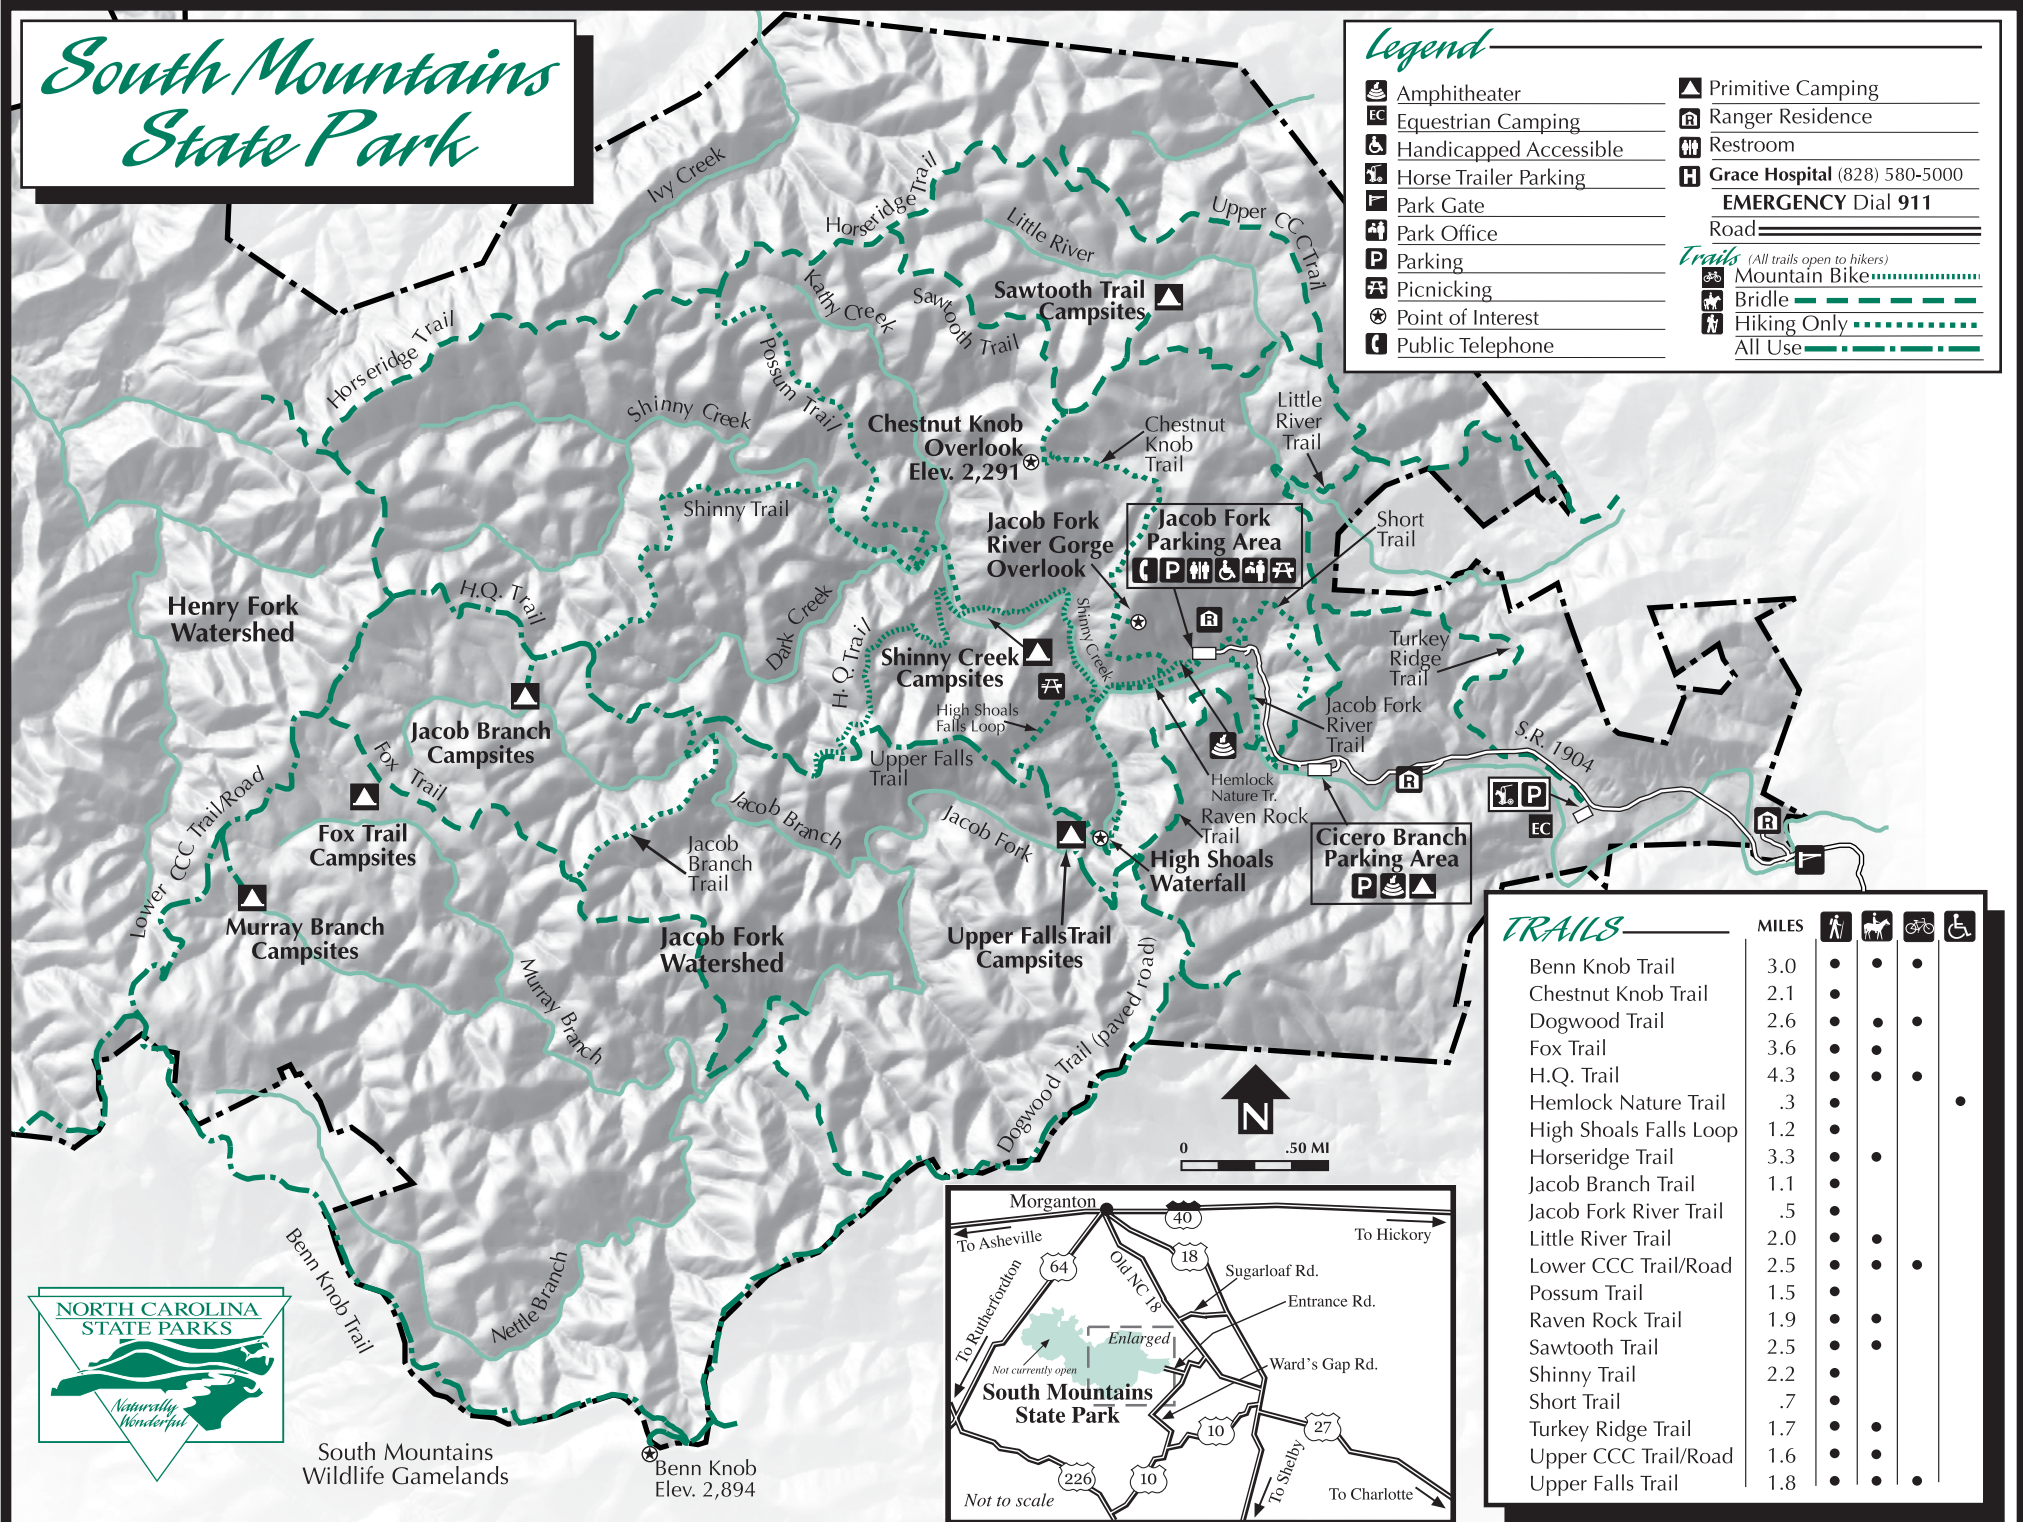 South Mountains
State Park
Legend
Amphitheater
EC Equestrian Camping
Handicapped Accessible
Horse Trailer Parking
Park Gate
Park Office
P Parking
Picnicking
Point of Interest
Public Telephone
Primitive Camping
R Ranger Residence
Restroom
H Grace Hospital (828) 580-5000
EMERGENCY Dial 911
Road
Trails (All trails open to hikers)
Mountain Bike
Bridle
Hiking Only
All Use
Ivy Creek
Horseridge Trail
Little River
Upper CCC Trail
Kathy Creek
Sawtooth Trail
Sawtooth Trail
Campsites
Horseridge Trail
Possum Trail
Shinny Creek
Chestnut Knob
Overlook
Elev. 2,291
Chestnut
Knob
Trail
Little
River
Trail
Shinny Trail
Jacob Fork
River Gorge
Overlook
Jacob Fork
Parking Area
P
Short
Trail
H.Q. Trail
Henry Fork
Watershed
Dark Creek
H.Q. Trail
Shinny Creek
R
Shinny Creek
Campsites
Turkey
Ridge
Trail
High Shoals
Falls Loop
Jacob Fork
River
Trail
Jacob Branch
Campsites
Fox Trail
Upper Falls
Trail
S.R. 1904
Hemlock
Nature Tr.
R
P
EC
Lower CCC Trail/Road
Jacob Branch
Jacob Fork
Raven Rock
Trail
R
Fox Trail
Campsites
Jacob
Branch
Trail
High Shoals
Waterfall
Cicero Branch
Parking Area
P
Murray Branch
Campsites
Jacob Fork
Watershed
Upper FallsTrail
Campsites
Murray Branch
Dogwood Trail (paved road)
N
0 .50 MI
Benn Knob Trail
Nettle Branch
South Mountains
Wildlife Gamelands
Benn Knob
Elev. 2,894
NORTH CAROLINA
STATE PARKS
Naturally
Wonderful
Morganton
40
To Asheville
To Hickory
64
18
Old NC 18
Sugarloaf Rd.
Entrance Rd.
To Rutherfordton
Enlarged
Not currently open
Ward's Gap Rd.
South Mountains
State Park
10
27
226
10
To Shelby
To Charlotte
Not to scale
TRAILS MILES
Benn Knob Trail 3.0
Chestnut Knob Trail 2.1
Dogwood Trail 2.6
Fox Trail 3.6
H.Q. Trail 4.3
Hemlock Nature Trail .3
High Shoals Falls Loop 1.2
Horseridge Trail 3.3
Jacob Branch Trail 1.1
Jacob Fork River Trail .5
Little River Trail 2.0
Lower CCC Trail/Road 2.5
Possum Trail 1.5
Raven Rock Trail 1.9
Sawtooth Trail 2.5
Shinny Trail 2.2
Short Trail .7
Turkey Ridge Trail 1.7
Upper CCC Trail/Road 1.6
Upper Falls Trail 1.8